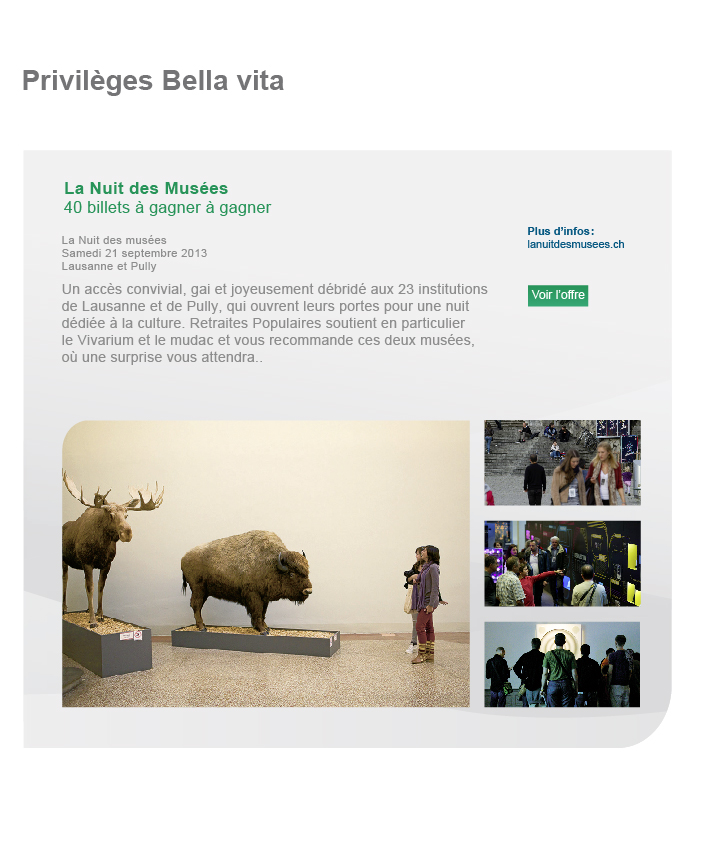 Privilèges Bella vita
La Nuit des Musées
40 billets à gagner à gagner
La Nuit des musées
Samedi 21 septembre 2013
Lausanne et Pully
Un accès convivial, gai et joyeusement débridé aux 23 institutions
de Lausanne et de Pully, qui ouvrent leurs portes pour une nuit
dédiée à la culture. Retraites Populaires soutient en particulier
le Vivarium et le mudac et vous recommande ces deux musées,
où une surprise vous attendra..
Plus d'infos:
lanuitdesmusees.ch
Voir l'offre